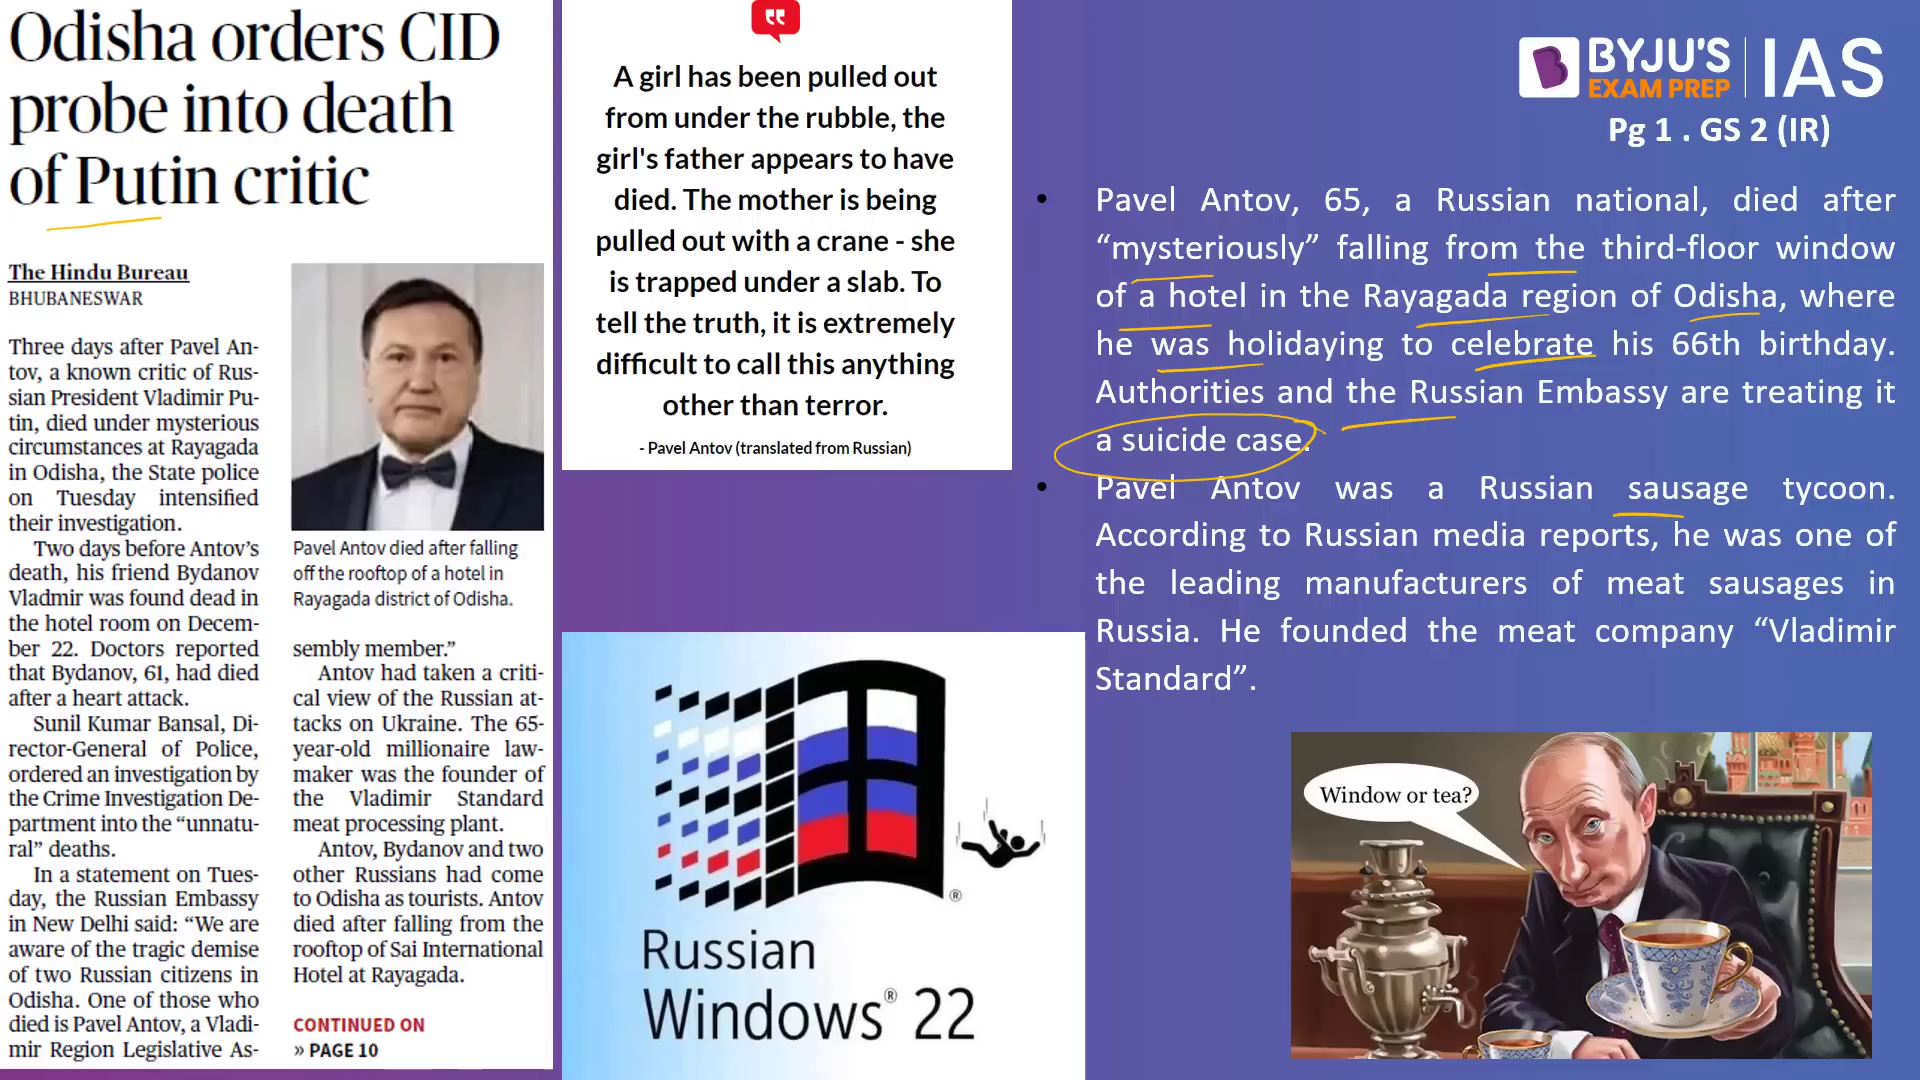 Odisha orders CID
probe into death
of Putin critic
The Hindu Bureau
BHUBANESWAR
Three days after Pavel An-
tov, a known critic of Rus-
sian President Vladimir Pu-
tin, died under mysterious
circumstances at Rayagada
in Odisha, the State police
on Tuesday intensified
their investigation.
Two days before Antov's
death, his friend Bydanov
Vladmir was found dead in
the hotel room on Decem-
ber 22. Doctors reported
that Bydanov, 61, had died
after a heart attack.
Sunil Kumar Bansal, Di-
rector-General of Police,
ordered an investigation by
the Crime Investigation De-
partment into the “unnatu-
ral” deaths.
In a statement on Tues-
day, the Russian Embassy
in New Delhi said: “We are
aware of the tragic demise
of two Russian citizens in
Odisha. One of those who
died is Pavel Antov, a Vladi-
mir Region Legislative As-
Pavel Antov died after falling
off the rooftop of a hotel in
Rayagada district of Odisha.
sembly member.”
Antov had taken a criti-
cal view of the Russian at-
tacks on Ukraine. The 65-
year-old millionaire law-
maker was the founder of
the Vladimir Standard
meat processing plant.
Antov, Bydanov and two
other Russians had come
to Odisha as tourists. Antov
died after falling from the
rooftop of Sai International
Hotel at Rayagada.
CONTINUED ON
» PAGE 10
A girl has been pulled out
from under the rubble, the
girl's father appears to have
died. The mother is being
pulled out with a crane - she
is trapped under a slab. To
tell the truth, it is extremely
difficult to call this anything
other than terror.
- Pavel Antov (translated from Russian)
Russian
Windows® 22
®
BYJU'S
EXAM PREP
IAS
Pg 1 . GS 2 (IR)
• Pavel Antov, 65, a Russian national, died after
“mysteriously” falling from the third-floor window
of a hotel in the Rayagada region of Odisha, where
he was holidaying to celebrate his 66th birthday.
Authorities and the Russian Embassy are treating it
a suicide case.
• Pavel Antov was a Russian sausage tycoon.
According to Russian media reports, he was one of
the leading manufacturers of meat sausages in
Russia. He founded the meat company “Vladimir
Standard”.
Window or tea?